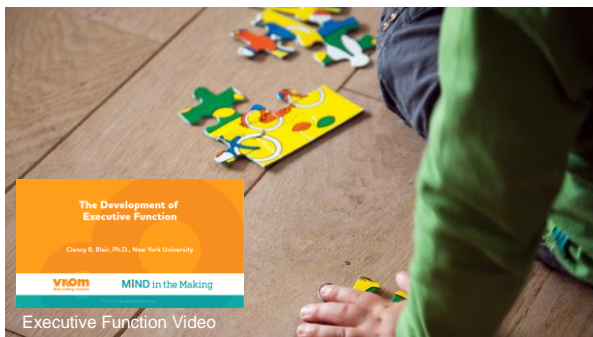 The Development of
Executive Function
Clancy B. Blair, Ph.D., New York University
vroom
MiND in the Making
Executive Function Video